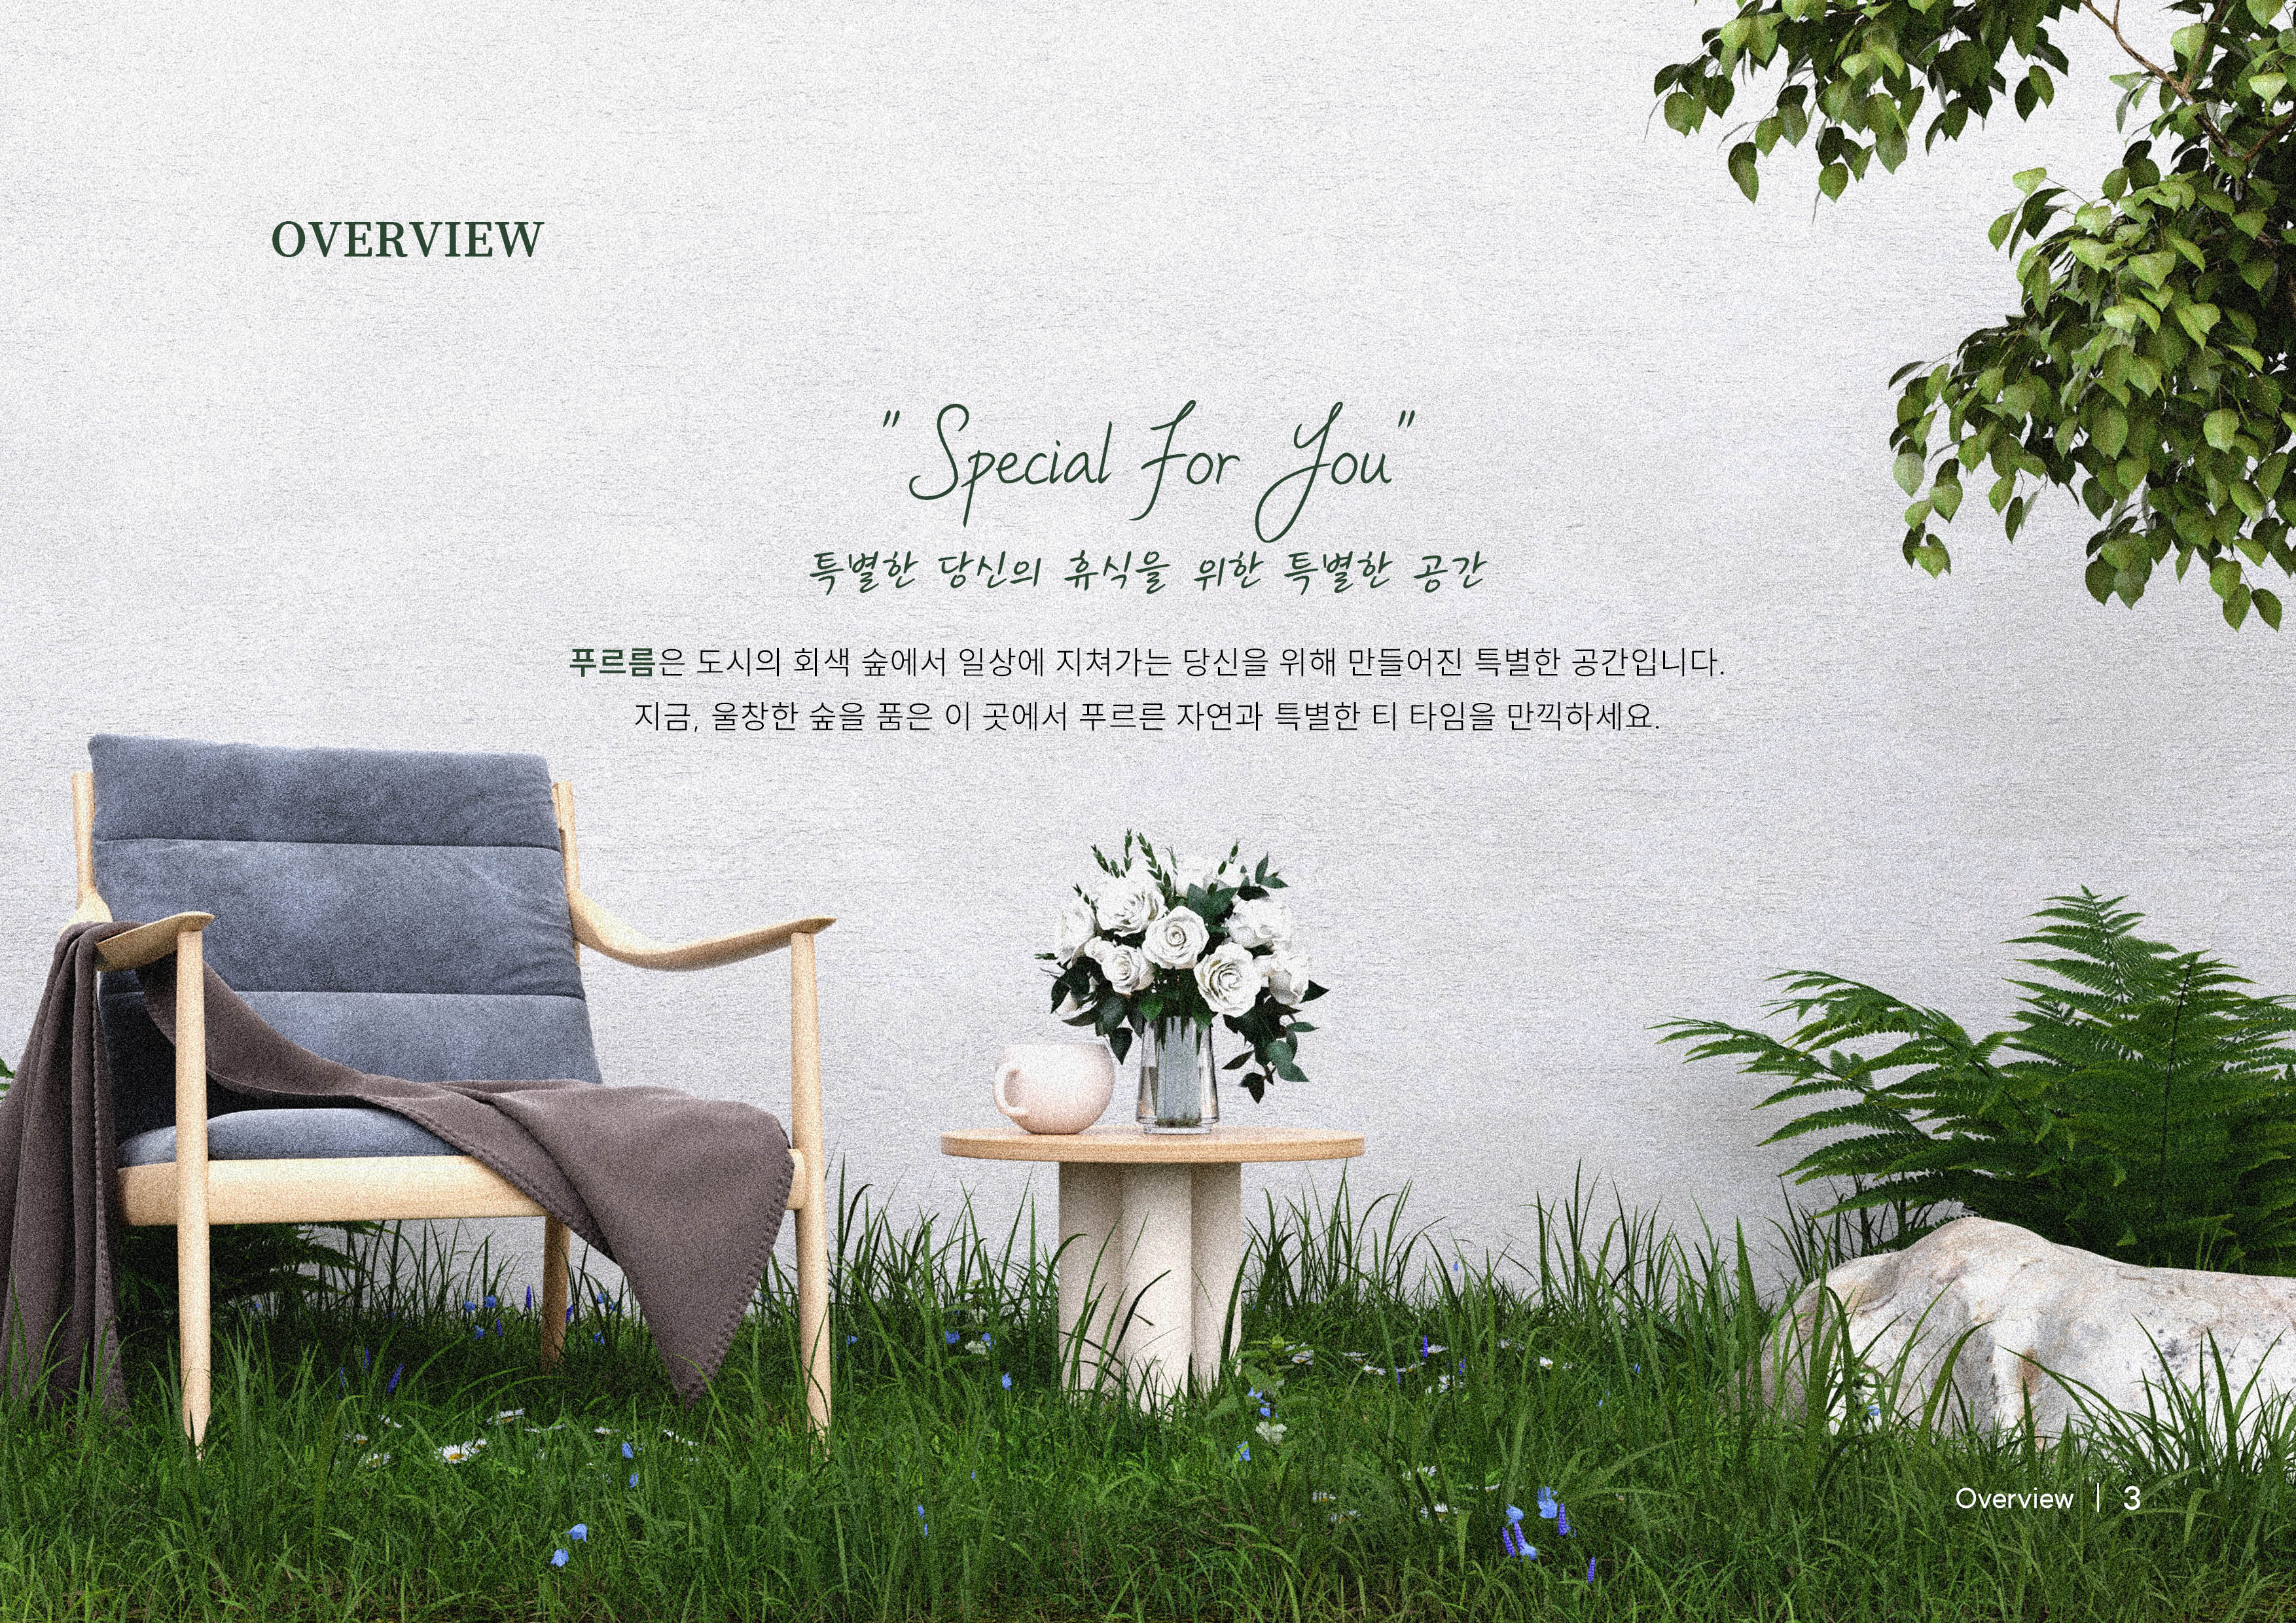 OVERVIEW
" Special For You"
특별한 당신의 휴식을 위한 특별한 공간
푸르름은 도시의 회색 숲에서 일상에 지쳐가는 당신을 위해 만들어진 특별한 공간입니다.
지금, 울창한 숲을 품은 이 곳에서 푸르른 자연과 특별한 티 타임을 만끽하세요.
Overview | 3